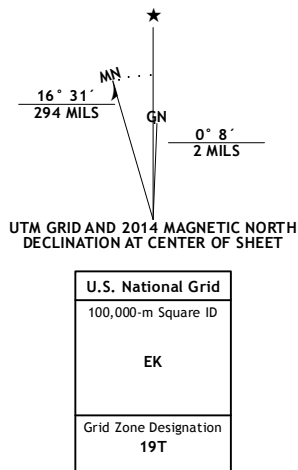 ★
MN
16° 31´
294 MILS
GN
0° 8´
2 MILS
UTM GRID AND 2014 MAGNETIC NORTH
DECLINATION AT CENTER OF SHEET
U.S. National Grid
100,000-m Square ID
EK
Grid Zone Designation
19T